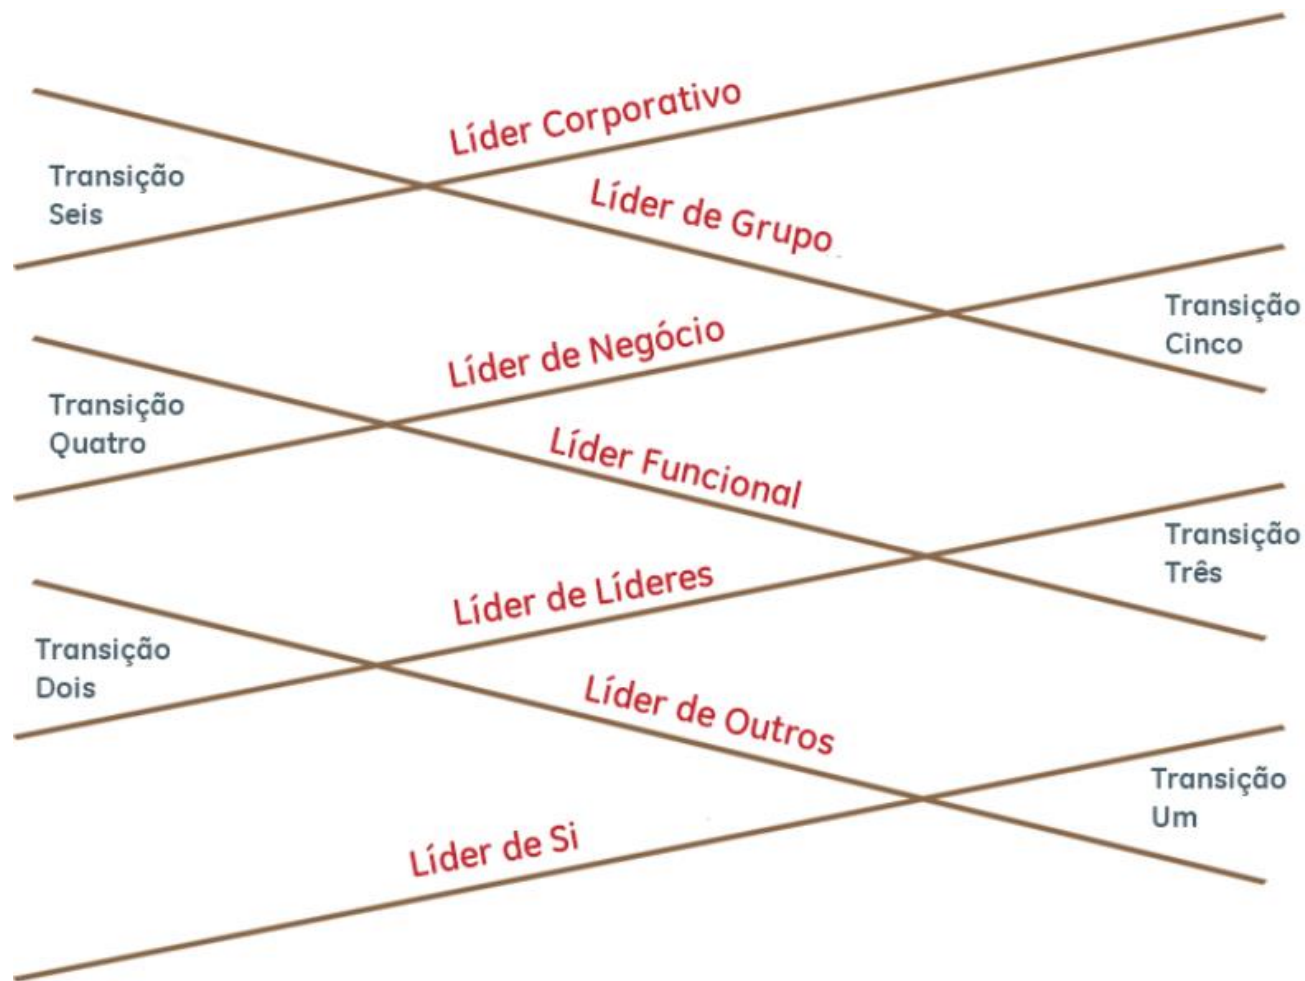 Líder Corporativo
Transição
Seis
Líder de Grupo
Transição
Cinco
Líder de Negócio
Transição
Quatro
Líder Funcional
Transição
Três
Líder de Líderes
Transição
Dois
Líder de Outros
Transição
Um
Líder de Si